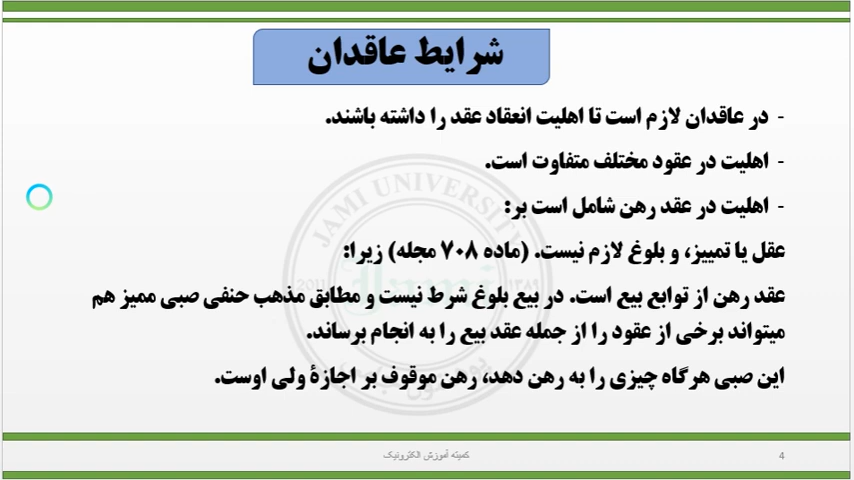 شرایط عاقدان
- در عاقدان لازم است تا اهلیت انعقاد عقد را داشته باشند.
- اهلیت در عقود مختلف متفاوت است.
- اهلیت در عقد رهن شامل است بر:
عقل یا تمییز، و بلوغ لازم نیست. (ماده ۷۰۸ مجله) زیرا:
عقد رهن از توابع بیع است. در بیع بلوغ شرط نیست و مطابق مذهب حنفی صبی ممیز هم
میتواند برخی از عقود را از جمله عقد بیع را به انجام برساند.
این صبی هرگاه چیزی را به رهن دهد، رهن موقوف بر اجازهٔ ولی اوست.
JAMI UNIVERSITY
۱۳۸۹
کمیته آموزش الکترونیک
4